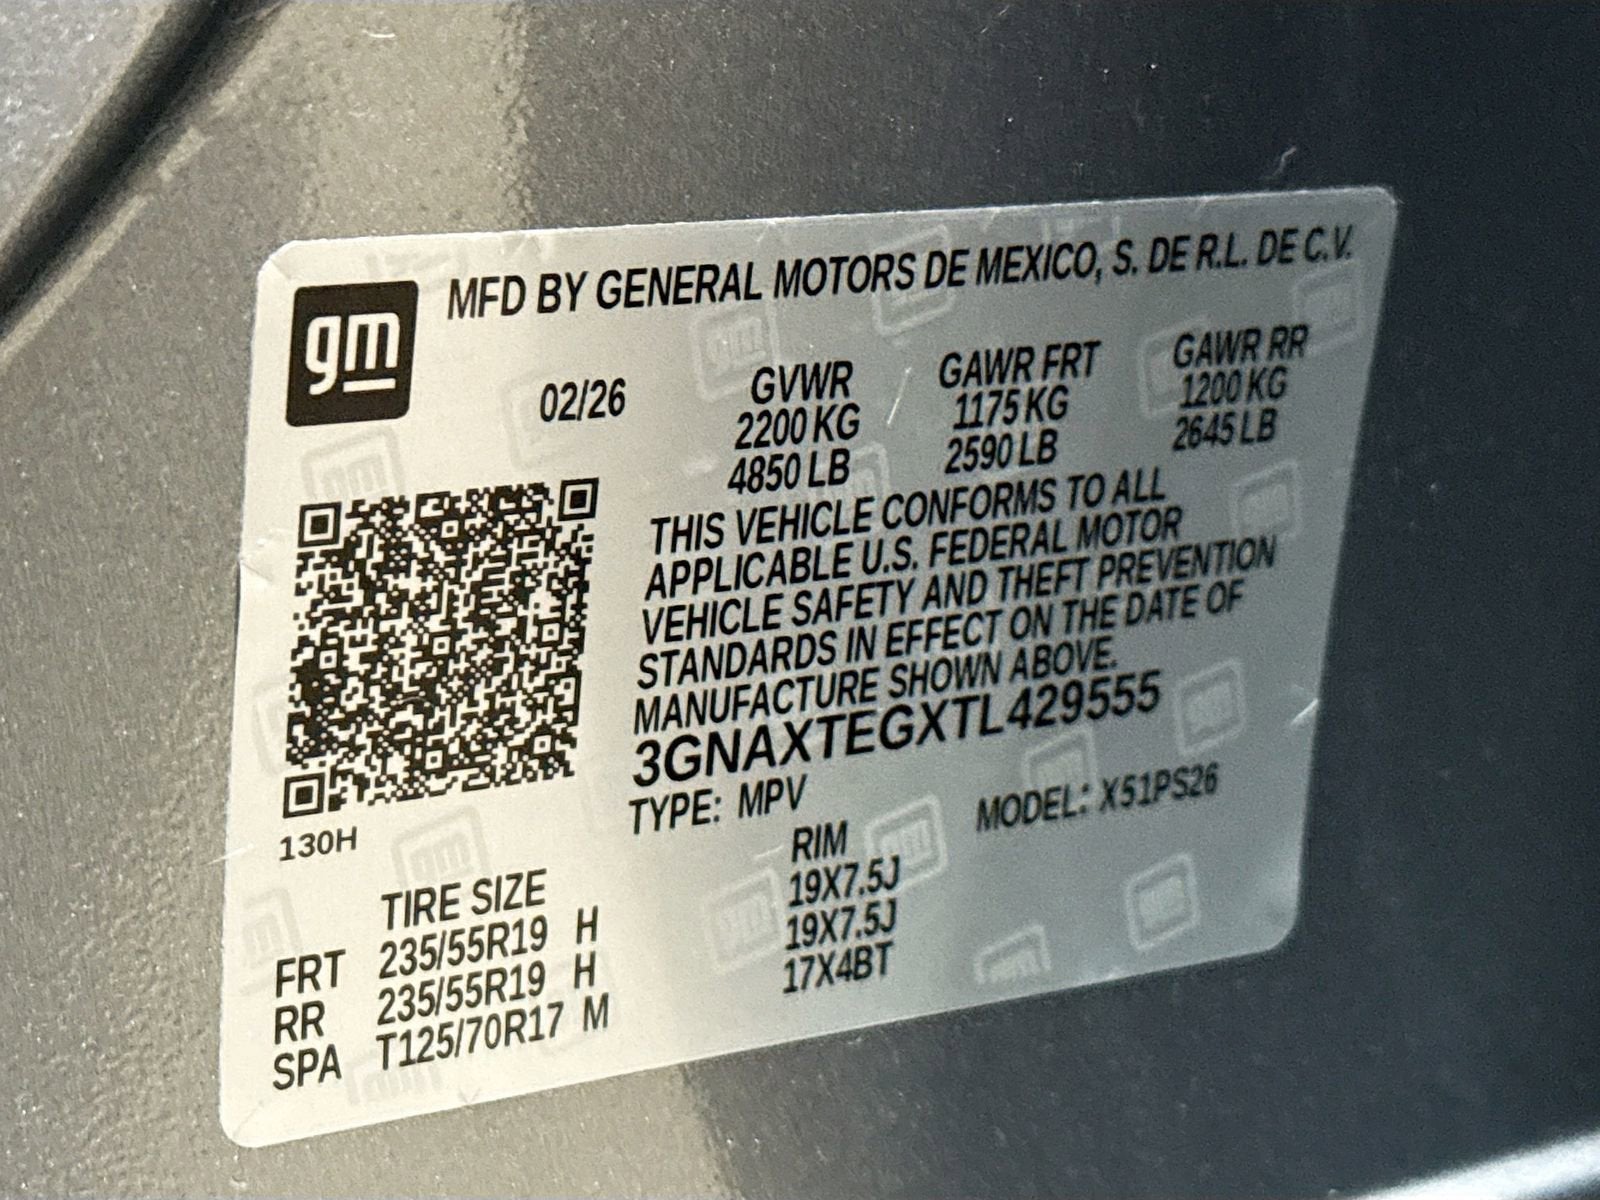 gm
MFD BY GENERAL MOTORS DE MEXICO, S. DE R.L. DE C.V.
02/26
GVWR GAWR FRT GAWR RR
2200 KG 1175 KG 1200 KG
4850 LB 2590 LB 2645 LB
THIS VEHICLE CONFORMS TO ALL
APPLICABLE U.S. FEDERAL MOTOR
VEHICLE SAFETY AND THEFT PREVENTION
STANDARDS IN EFFECT ON THE DATE OF
MANUFACTURE SHOWN ABOVE.
3GNAXTEGXTL429555
TYPE: MPV MODEL: X51PS26
130H
TIRE SIZE RIM
FRT 235/55R19 H 19X7.5J
RR 235/55R19 H 19X7.5J
SPA T125/70R17 M 17X4BT